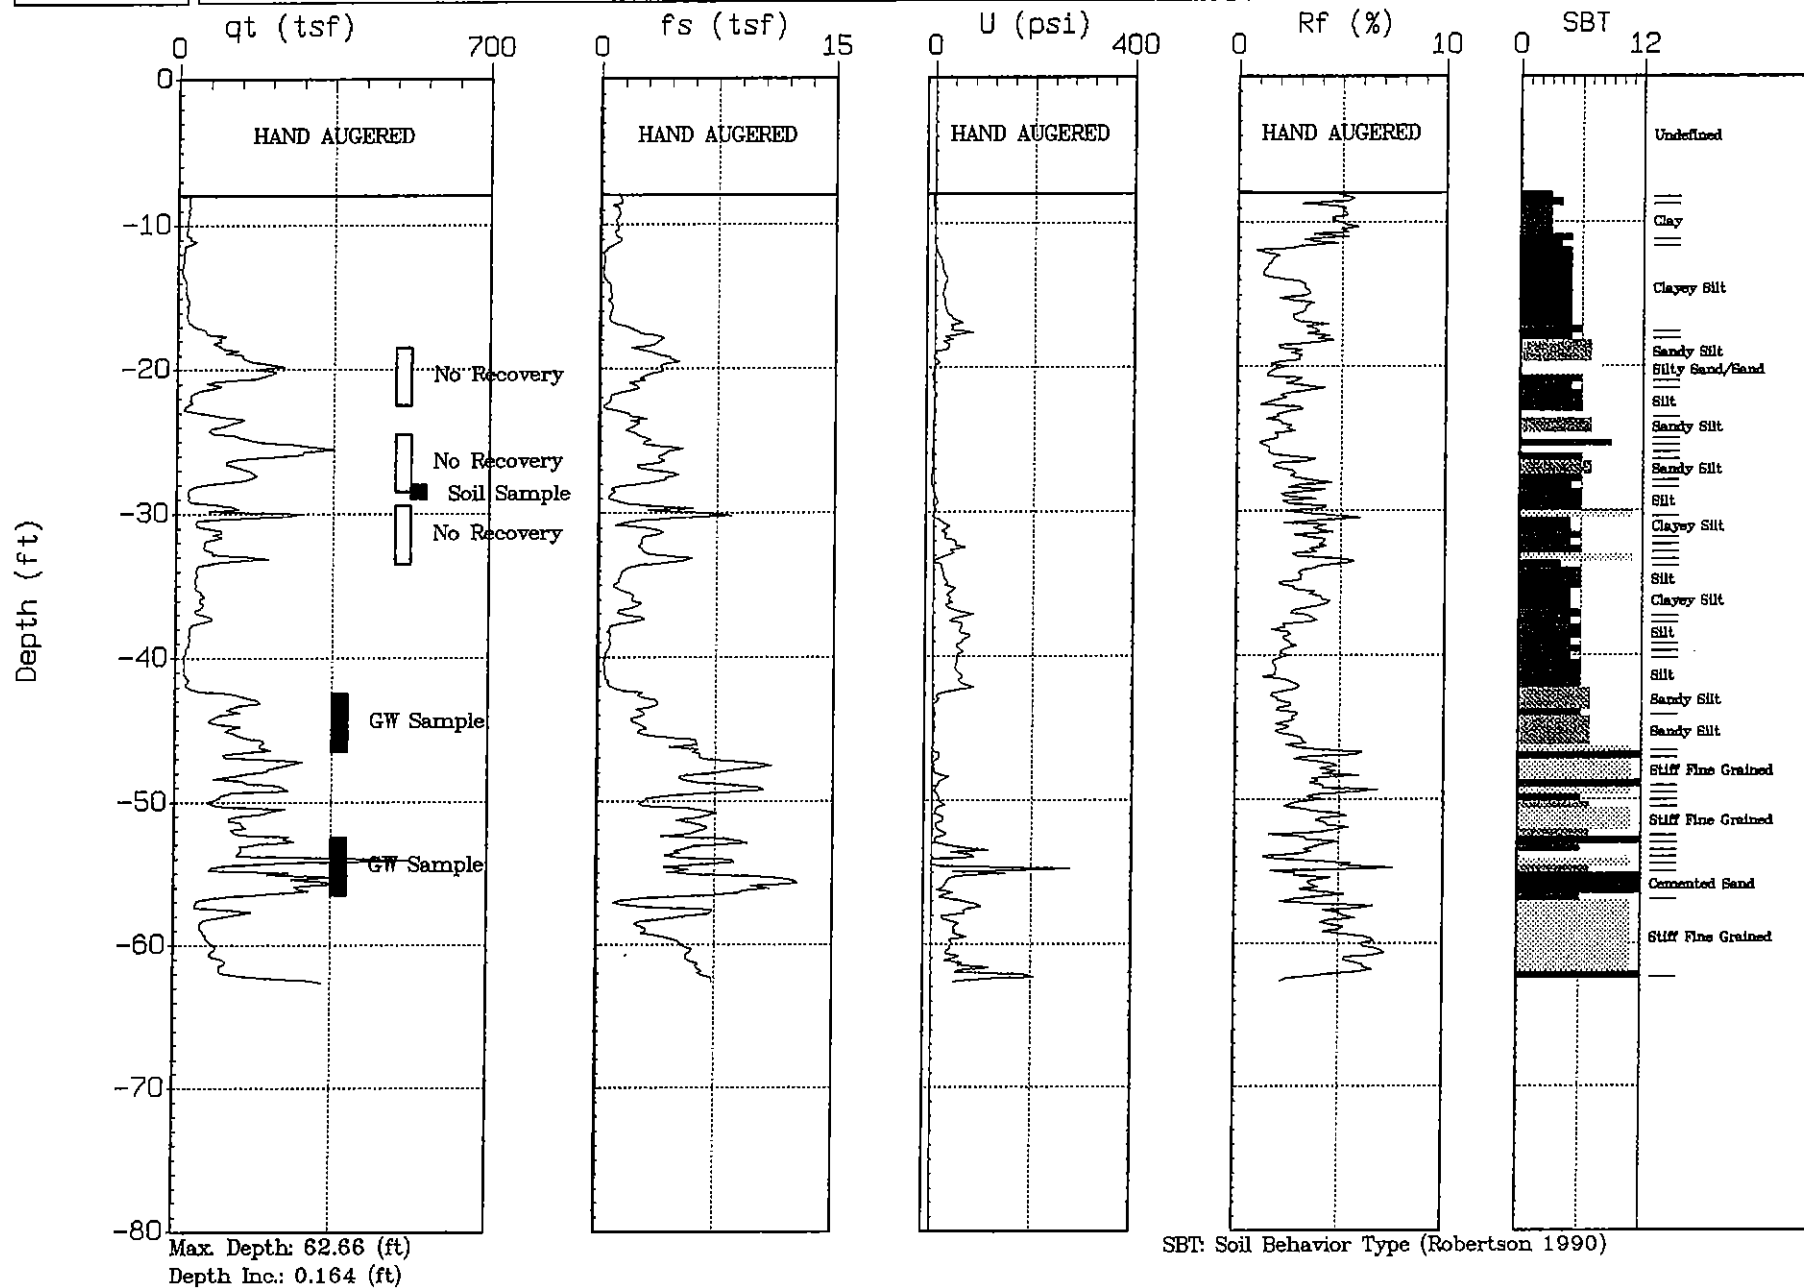 qt (tsf)
0 700
fs (tsf)
0 15
U (psi)
0 400
Rf (%)
0 10
SBT
0 12
Depth (ft)
0
-10
-20
-30
-40
-50
-60
-70
-80
HAND AUGERED
HAND AUGERED
HAND AUGERED
HAND AUGERED
No Recovery
No Recovery
Soil Sample
No Recovery
GW Sample
GW Sample
Undefined
Clay
Clayey Silt
Sandy Silt
Silty Sand/Sand
Silt
Sandy Silt
Sandy Silt
Silt
Clayey Silt
Silt
Clayey Silt
Silt
Silt
Sandy Silt
Sandy Silt
Stiff Fine Grained
Stiff Fine Grained
Cemented Sand
Stiff Fine Grained
Max. Depth: 62.66 (ft)
Depth Inc.: 0.164 (ft)
SBT: Soil Behavior Type (Robertson 1990)